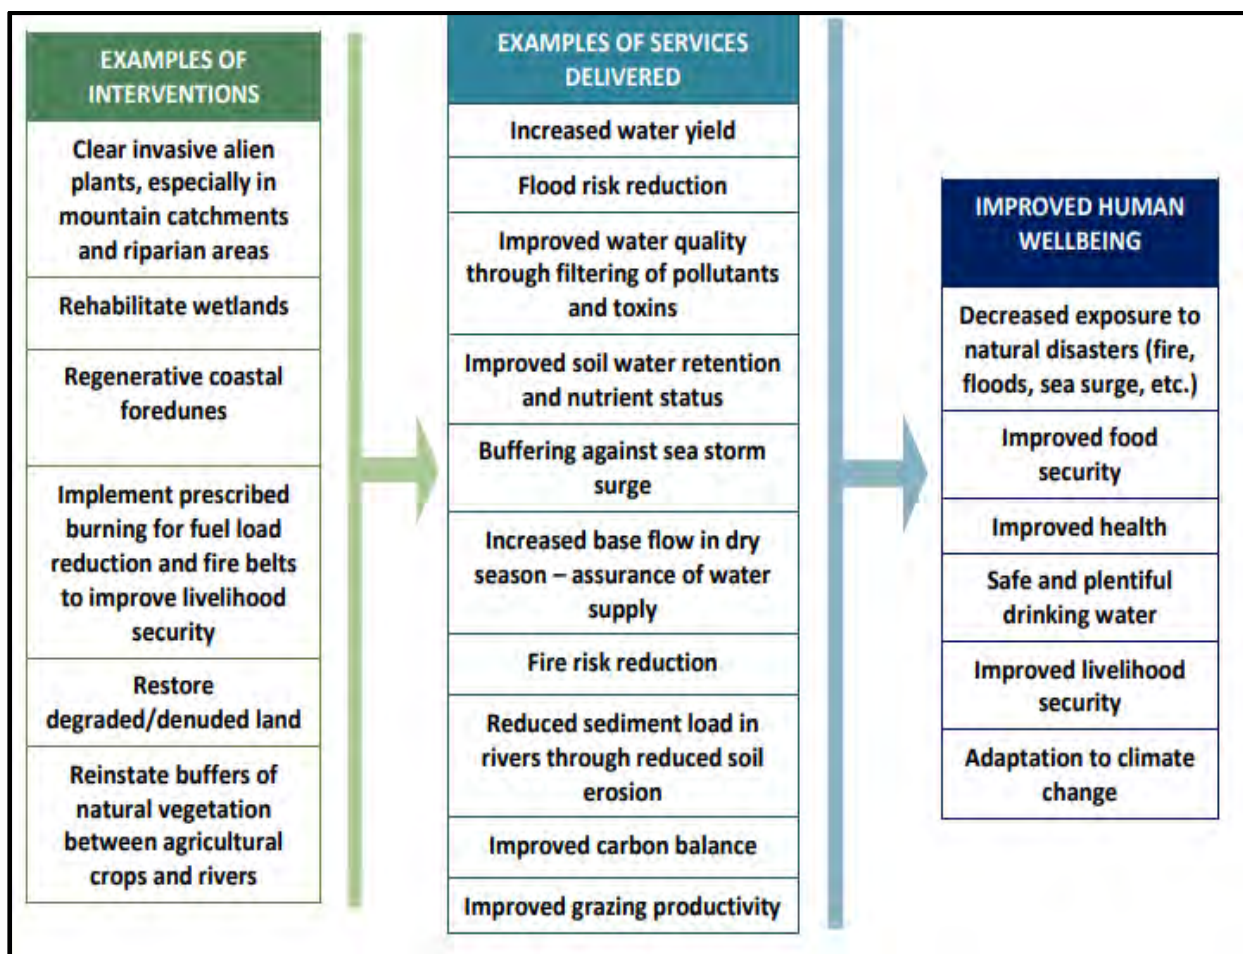 EXAMPLES OF
INTERVENTIONS
Clear invasive alien
plants, especially in
mountain catchments
and riparian areas
Rehabilitate wetlands
Regenerative coastal
foredunes
Implement prescribed
burning for fuel load
reduction and fire belts
to improve livelihood
security
Restore
degraded/denuded land
Reinstate buffers of
natural vegetation
between agricultural
crops and rivers
EXAMPLES OF SERVICES
DELIVERED
Increased water yield
Flood risk reduction
Improved water quality
through filtering of pollutants
and toxins
Improved soil water retention
and nutrient status
Buffering against sea storm
surge
Increased base flow in dry
season – assurance of water
supply
Fire risk reduction
Reduced sediment load in
rivers through reduced soil
erosion
Improved carbon balance
Improved grazing productivity
IMPROVED HUMAN
WELLBEING
Decreased exposure to
natural disasters (fire,
floods, sea surge, etc.)
Improved food
security
Improved health
Safe and plentiful
drinking water
Improved livelihood
security
Adaptation to climate
change